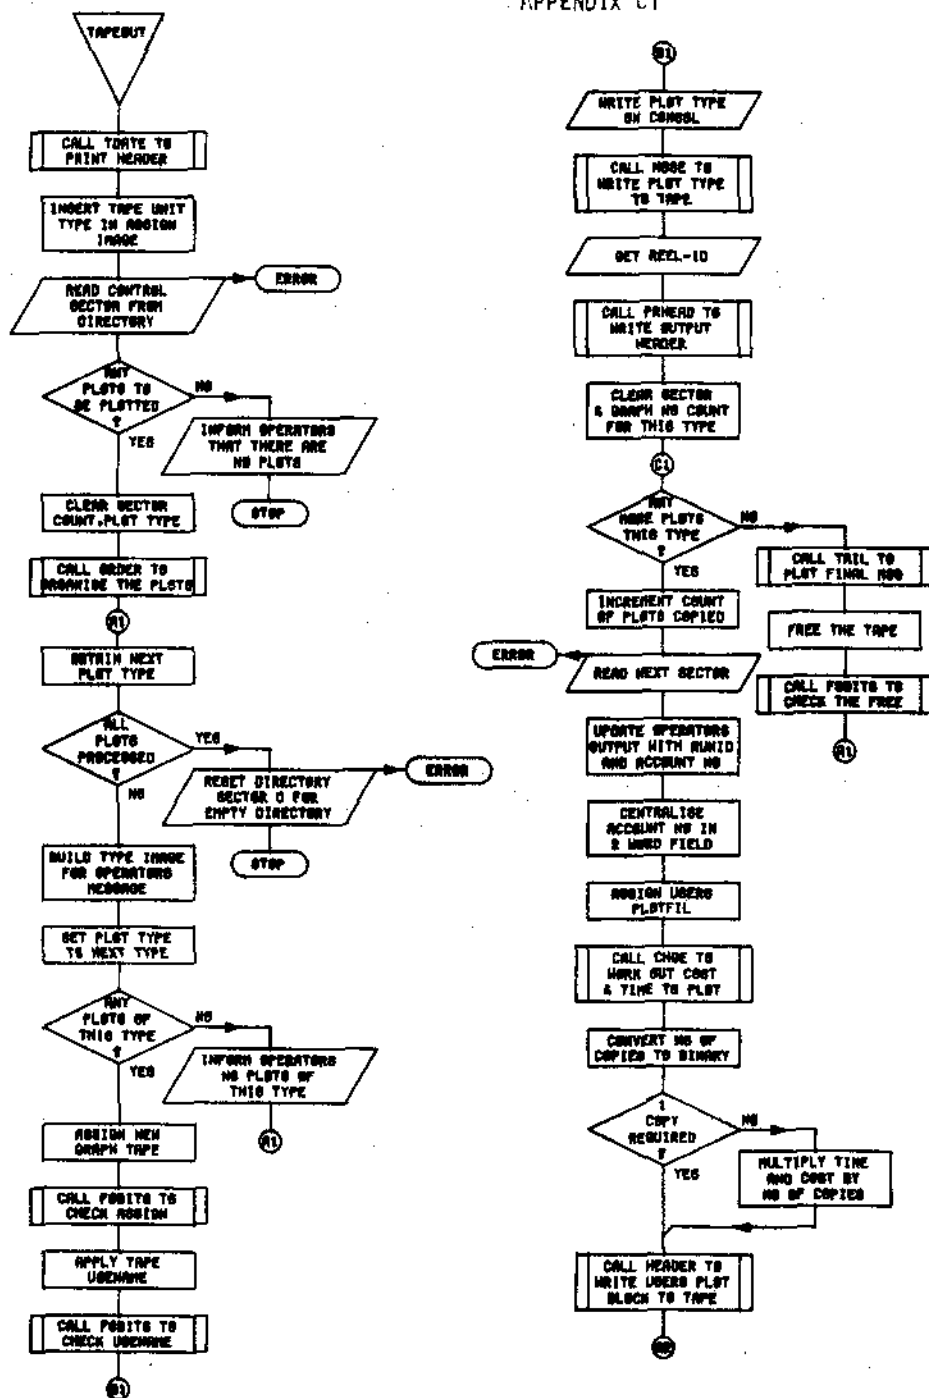 APPENDIX C1
TAPEOUT
CALL TDATE TO
PRINT HEADER
INSERT TAPE UNIT
TYPE IN ASSIGN
IMAGE
READ CONTROL
SECTOR FROM
DIRECTORY
ERROR
ANY
PLOTS TO
BE PLOTTED
?
NO
YES
INFORM OPERATORS
THAT THERE ARE
NO PLOTS
STOP
CLEAR SECTOR
COUNT,PLOT TYPE
CALL ORDER TO
ORGANISE THE PLOTS
A1
OBTAIN NEXT
PLOT TYPE
ALL
PLOTS
PROCESSED
?
YES
NO
RESET DIRECTORY
SECTOR 0 FOR
EMPTY DIRECTORY
ERROR
STOP
BUILD TYPE IMAGE
FOR OPERATORS
MESSAGE
SET PLOT TYPE
TO NEXT TYPE
ANY
PLOTS OF
THIS TYPE
?
NO
YES
INFORM OPERATORS
NO PLOTS OF
THIS TYPE
A1
ASSIGN NEW
GRAPH TAPE
CALL FSBITS TO
CHECK ASSIGN
APPLY TAPE
USENAME
CALL FSBITS TO
CHECK USENAME
B1
B1
WRITE PLOT TYPE
ON CONSOL
CALL MSGE TO
WRITE PLOT TYPE
TO TAPE
GET REEL-ID
CALL PRHEAD TO
WRITE OUTPUT
HEADER
CLEAR SECTOR
& GRAPH NO COUNT
FOR THIS TYPE
C1
ANY
MORE PLOTS
THIS TYPE
?
NO
YES
CALL TAIL TO
PLOT FINAL MSG
FREE THE TAPE
CALL FSBITS TO
CHECK THE FREE
A1
INCREMENT COUNT
OF PLOTS COPIED
ERROR
READ NEXT SECTOR
UPDATE OPERATORS
OUTPUT WITH RUNID
AND ACCOUNT NO
CENTRALISE
ACCOUNT NO IN
2 WORD FIELD
ASSIGN USERS
PLOTFIL
CALL CHGE TO
WORK OUT COST
& TIME TO PLOT
CONVERT NO OF
COPIES TO BINARY
1
COPY
REQUIRED
?
NO
YES
MULTIPLY TIME
AND COST BY
NO OF COPIES
CALL HEADER TO
WRITE USERS PLOT
BLOCK TO TAPE